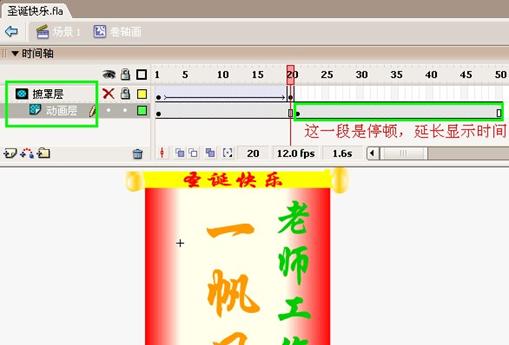 圣诞快乐.fla
场景 1 卷轴画
时间轴
1 5 10 15 20 25 30 35 40 45 50
遮罩层
动画层
这一段是停顿，延长显示时间
20 12.0 fps 1.6s
圣诞快乐
一帆
老师工